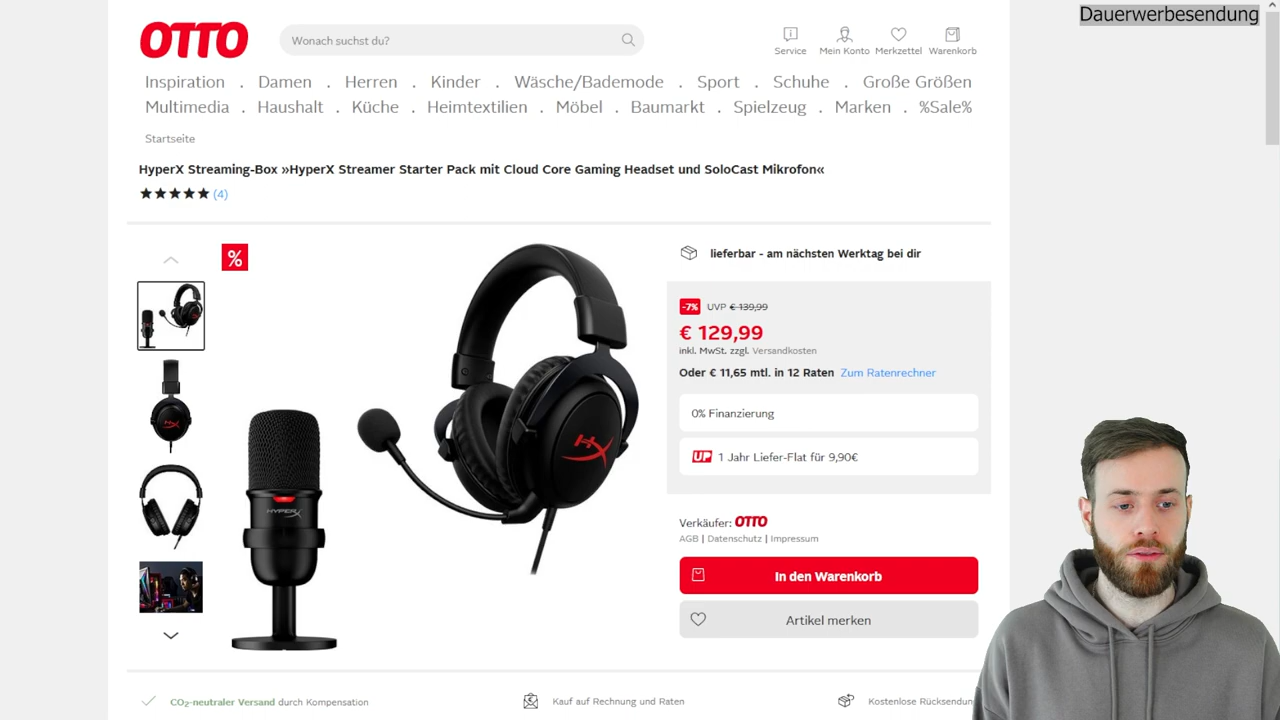 Dauerwerbesendung
OTTO
Wonach suchst du?
Service
Mein Konto
Merkzettel
Warenkorb
Inspiration . Damen . Herren . Kinder . Wäsche/Bademode . Sport . Schuhe . Große Größen
Multimedia . Haushalt . Küche . Heimtextilien . Möbel . Baumarkt . Spielzeug . Marken . %Sale%
Startseite
HyperX Streaming-Box »HyperX Streamer Starter Pack mit Cloud Core Gaming Headset und SoloCast Mikrofon«
(4)
%
HYPERX
HX
lieferbar - am nächsten Werktag bei dir
-7% UVP € 139,99
€ 129,99
inkl. MwSt. zzgl. Versandkosten
Oder € 11,65 mtl. in 12 Raten Zum Ratenrechner
0% Finanzierung
UP 1 Jahr Liefer-Flat für 9,90€
Verkäufer: OTTO
AGB | Datenschutz | Impressum
In den Warenkorb
Artikel merken
CO₂-neutraler Versand durch Kompensation
Kauf auf Rechnung und Raten
Kostenlose Rücksendun